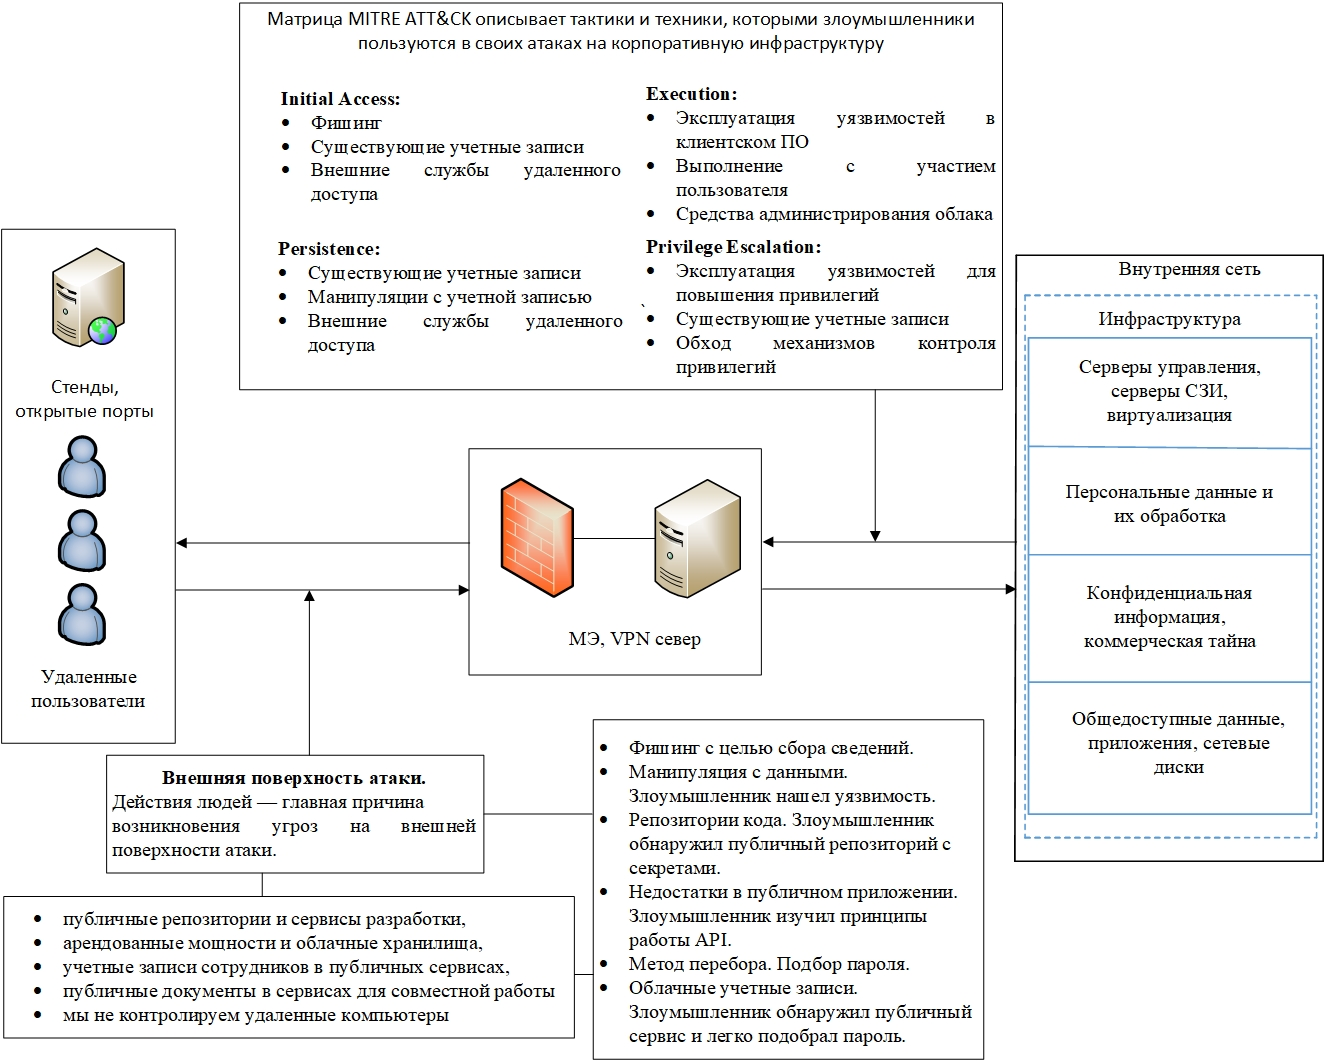 Матрица MITRE ATT&CK описывает тактики и техники, которыми злоумышленники
пользуются в своих атаках на корпоративную инфраструктуру
Initial Access:
• Фишинг
• Существующие учетные записи
• Внешние службы удаленного
доступа
Execution:
• Эксплуатация уязвимостей в
клиентском ПО
• Выполнение с участием
пользователя
• Средства администрирования облака
Persistence:
• Существующие учетные записи
• Манипуляции с учетной записью
• Внешние службы удаленного
доступа
Privilege Escalation:
• Эксплуатация уязвимостей для
повышения привилегий
`
• Существующие учетные записи
• Обход механизмов контроля
привилегий
Стенды,
открытые порты
Удаленные
пользователи
МЭ, VPN север
Внутренняя сеть
Инфраструктура
Серверы управления,
серверы СЗИ,
виртуализация
Персональные данные и
их обработка
Конфиденциальная
информация,
коммерческая тайна
Общедоступные данные,
приложения, сетевые
диски
Внешняя поверхность атаки.
Действия людей — главная причина
возникновения угроз на внешней
поверхности атаки.
• публичные репозитории и сервисы разработки,
• арендованные мощности и облачные хранилища,
• учетные записи сотрудников в публичных сервисах,
• публичные документы в сервисах для совместной работы
• мы не контролируем удаленные компьютеры
• Фишинг с целью сбора сведений.
• Манипуляция с данными.
Злоумышленник нашел уязвимость.
• Репозитории кода. Злоумышленник
обнаружил публичный репозиторий с
секретами.
• Недостатки в публичном приложении.
Злоумышленник изучил принципы
работы API.
• Метод перебора. Подбор пароля.
• Облачные учетные записи.
Злоумышленник обнаружил публичный
сервис и легко подобрал пароль.